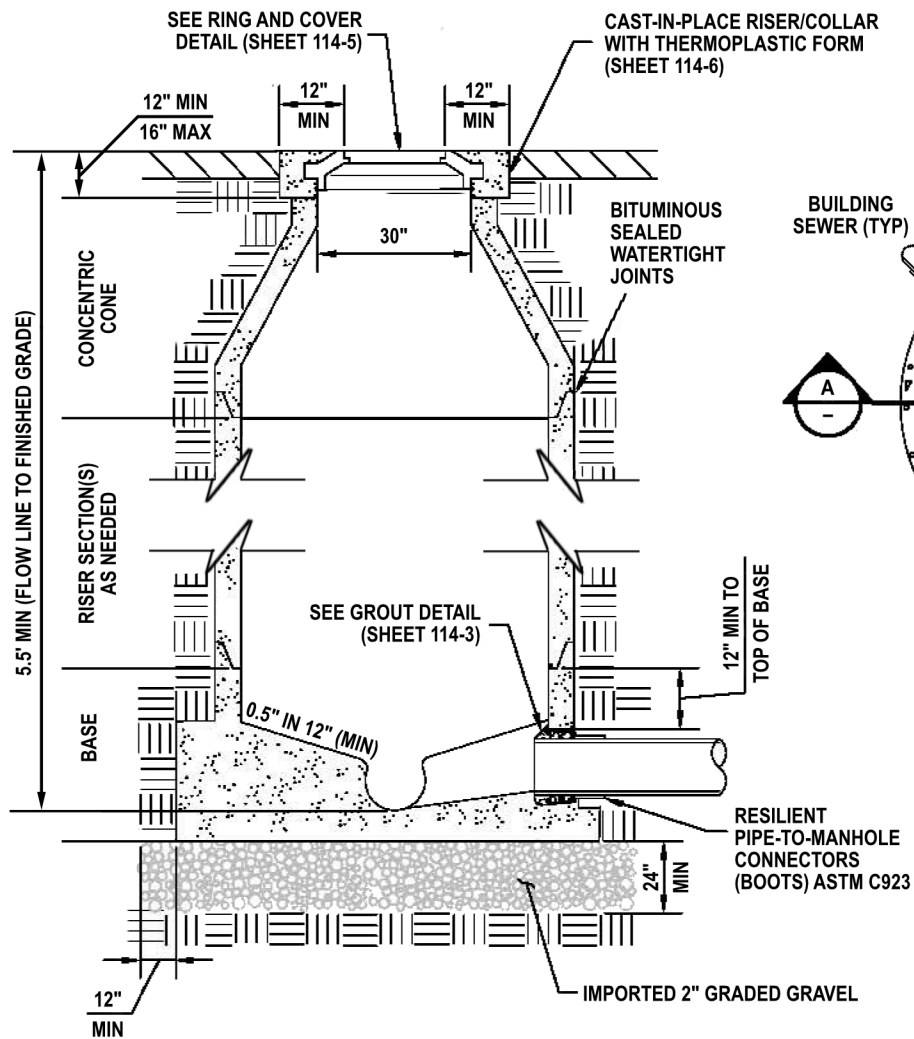 SEE RING AND COVER
DETAIL (SHEET 114-5)
CAST-IN-PLACE RISER/COLLAR
WITH THERMOPLASTIC FORM
(SHEET 114-6)
12"
MIN
12"
MIN
12" MIN
16" MAX
BUILDING
SEWER (TYP)
BITUMINOUS
SEALED
WATERTIGHT
JOINTS
30"
CONCENTRIC
CONE
A
–
5.5' MIN (FLOW LINE TO FINISHED GRADE)
RISER SECTION(S)
AS NEEDED
SEE GROUT DETAIL
(SHEET 114-3)
12" MIN TO
TOP OF BASE
BASE
0.5" IN 12" (MIN)
RESILIENT
PIPE-TO-MANHOLE
CONNECTORS
(BOOTS) ASTM C923
24"
MIN
12"
MIN
IMPORTED 2" GRADED GRAVEL